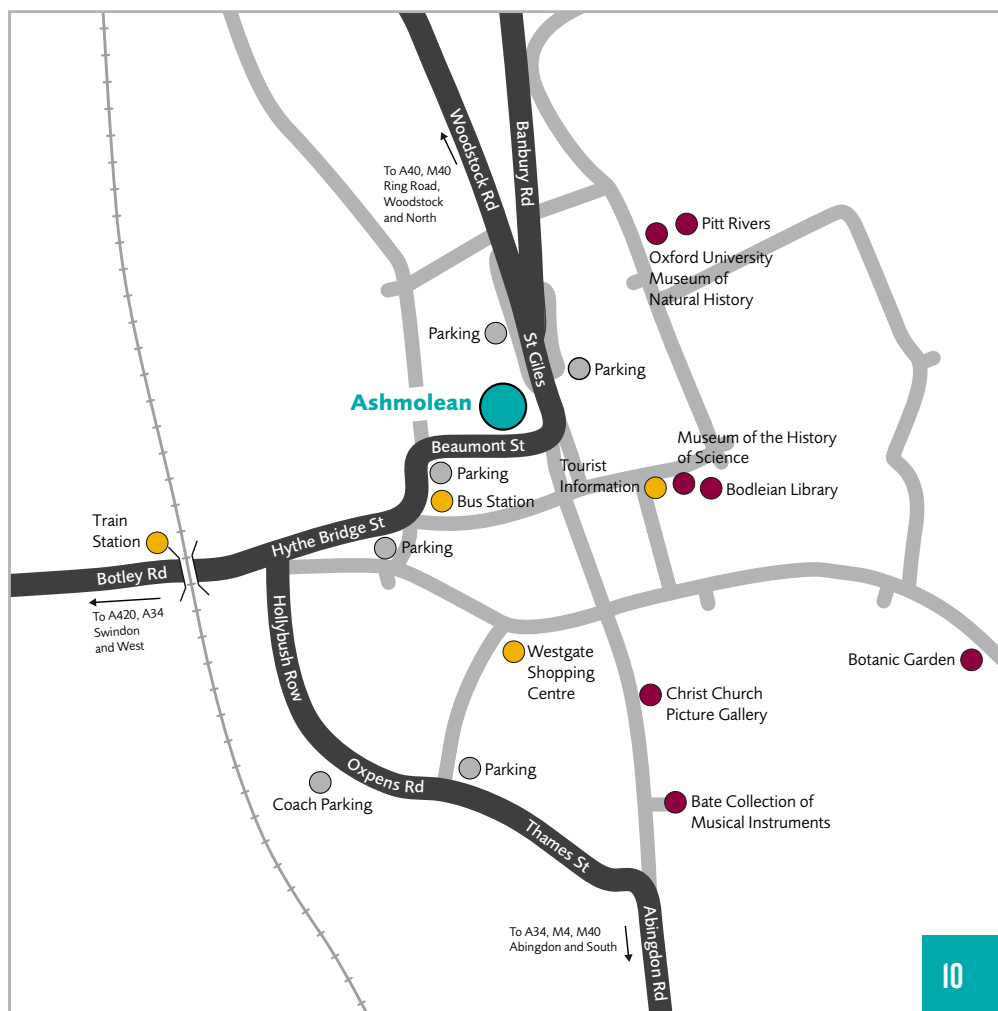 Woodstock Rd
Banbury Rd
To A40, M40
Ring Road,
Woodstock
and North
Pitt Rivers
Oxford University
Museum of
Natural History
Parking
St Giles
Parking
Ashmolean
Beaumont St
Museum of the History
of Science
Tourist
Information
Bodleian Library
Parking
Bus Station
Train
Station
Hythe Bridge St
Parking
Botley Rd
To A420, A34
Swindon
and West
Hollybush Row
Westgate
Shopping
Centre
Botanic Garden
Christ Church
Picture Gallery
Oxpens Rd
Parking
Coach Parking
Bate Collection of
Musical Instruments
Thames St
To A34, M4, M40
Abingdon and South
Abingdon Rd
10